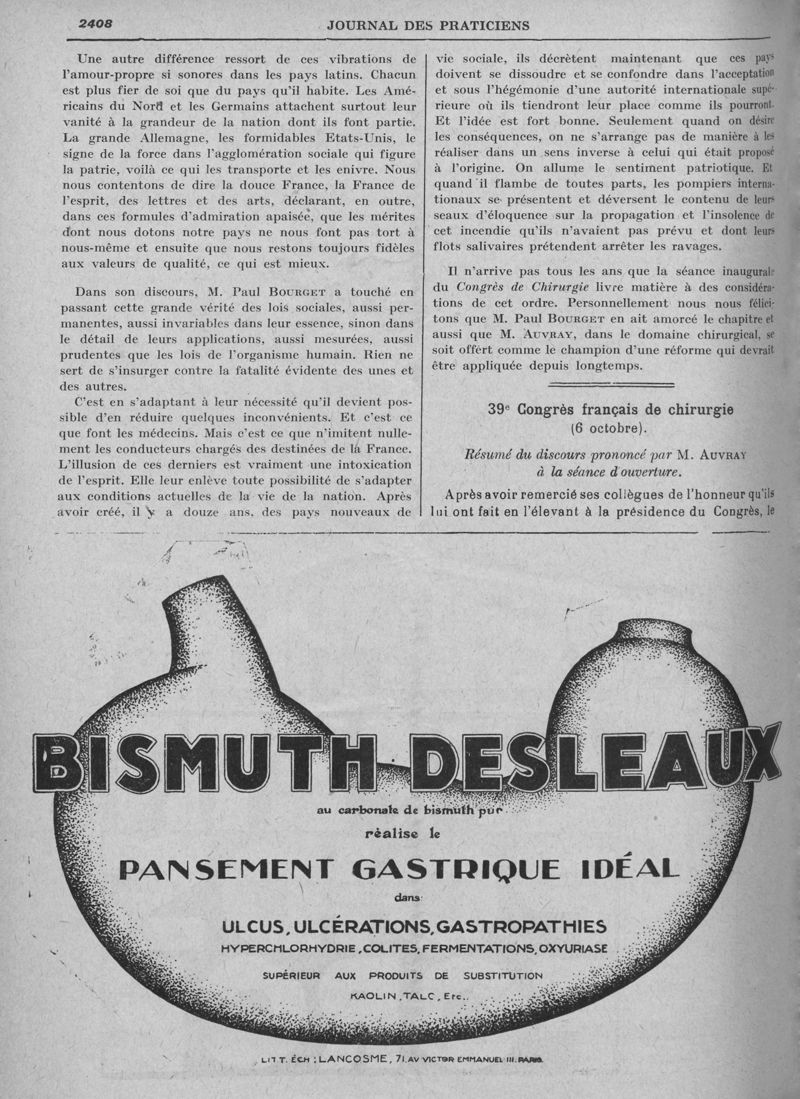 2408
JOURNAL DES PRATICIENS
Une autre différence ressort de ces vibrations de
l'amour-propre si sonores dans les pays latins. Chacun
est plus fier de soi que du pays qu'il habite. Les Amé-
ricains du Nord et les Germains attachent surtout leur
vanité à la grandeur de la nation dont ils font partie.
La grande Allemagne, les formidables Etats-Unis, le
signe de la force dans l'agglomération sociale qui figure
la patrie, voilà ce qui les transporte et les enivre. Nous
nous contentons de dire la douce France, la France de
l'esprit, des lettres et des arts, déclarant, en outre,
dans ces formules d'admiration apaisée, que les mérites
dont nous dotons notre pays ne nous font pas tort à
nous-même et ensuite que nous restons toujours fidèles
aux valeurs de qualité, ce qui est mieux.
Dans son discours, M. Paul BOURGET a touché en
passant cette grande vérité des lois sociales, aussi per-
manentes, aussi invariables dans leur essence, sinon dans
le détail de leurs applications, aussi mesurées, aussi
prudentes que les lois de l'organisme humain. Rien ne
sert de s'insurger contre la fatalité évidente des unes et
des autres.
C'est en s'adaptant à leur nécessité qu'il devient pos-
sible d'en réduire quelques inconvénients. Et c'est ce
que font les médecins. Mais c'est ce que n'imitent nulle-
ment les conducteurs chargés des destinées de la France.
L'illusion de ces derniers est vraiment une intoxication
de l'esprit. Elle leur enlève toute possibilité de s'adapter
aux conditions actuelles de la vie de la nation. Après
avoir créé, il y a douze ans, des pays nouveaux de
vie sociale, ils décrètent maintenant que ces pays
doivent se dissoudre et se confondre dans l'acceptation
et sous l'hégémonie d'une autorité internationale supé-
rieure où ils tiendront leur place comme ils pourront.
Et l'idée est fort bonne. Seulement quand on désire
les conséquences, on ne s'arrange pas de manière à les
réaliser dans un sens inverse à celui qui était proposé
à l'origine. On allume le sentiment patriotique. Et
quand il flambe de toutes parts, les pompiers interna-
tionaux se présentent et déversent le contenu de leurs
seaux d'éloquence sur la propagation et l'insolence de
cet incendie qu'ils n'avaient pas prévu et dont leurs
flots salivaires prétendent arrêter les ravages.
Il n'arrive pas tous les ans que la séance inaugurale
du Congrès de Chirurgie livre matière à des considéra-
tions de cet ordre. Personnellement nous nous félici-
tons que M. Paul BOURGET en ait amorcé le chapitre et
aussi que M. AUVRAY, dans le domaine chirurgical, se
soit offert comme le champion d'une réforme qui devrait
être appliquée depuis longtemps.
39e Congrès français de chirurgie
(6 octobre).
Résumé du discours prononcé par M. AUVRAY
à la séance d'ouverture.
Après avoir remercié ses collègues de l'honneur qu'ils
lui ont fait en l'élevant à la présidence du Congrès, le
BISMUTH DESLEAUX
au carbonate de bismuth pur
réalise le
PANSEMENT GASTRIQUE IDÉAL
dans
ULCUS, ULCÉRATIONS, GASTROPATHIES
HYPERCHLORHYDRIE, COLITES, FERMENTATIONS, OXYURIASE
SUPÉRIEUR AUX PRODUITS DE SUBSTITUTION
KAOLIN, TALC, Etc..
LITT. ÉCH : LANCOSME, 71. AV VICTOR EMMANUEL III. PARIS